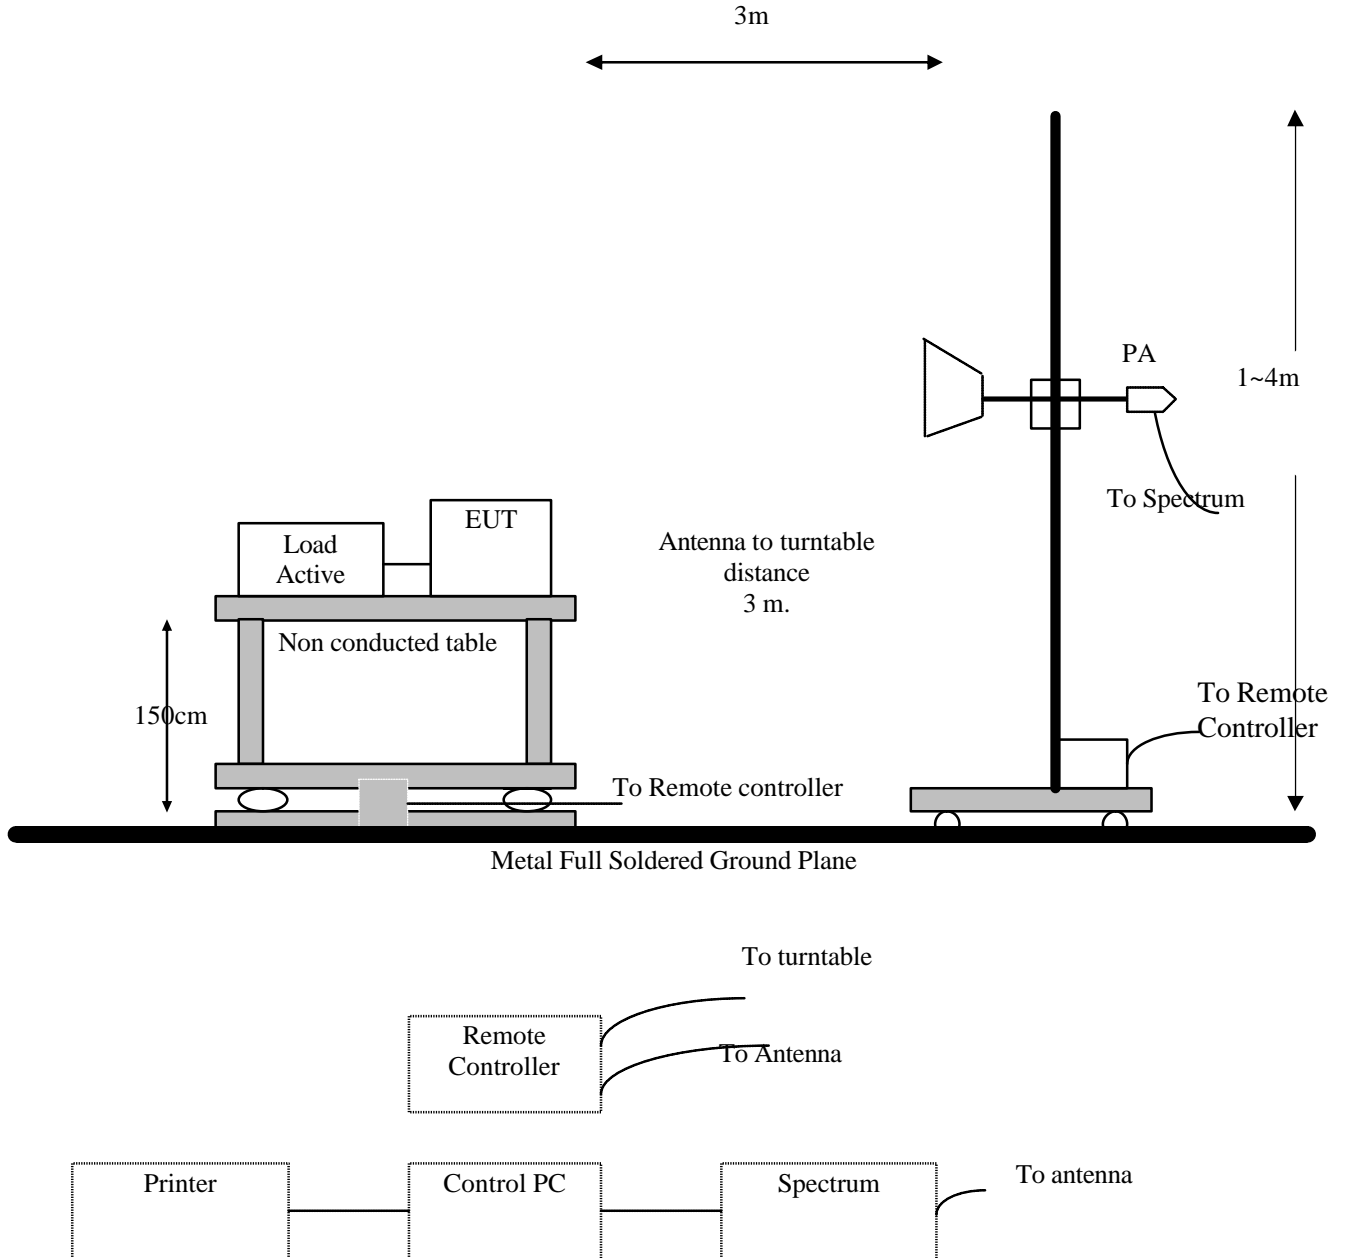 3m
PA
1~4m
To Spectrum
EUT
Load
Active
Antenna to turntable
distance
3 m.
Non conducted table
150cm
To Remote
Controller
To Remote controller
Metal Full Soldered Ground Plane
To turntable
Remote
Controller
To Antenna
Printer
Control PC
Spectrum
To antenna